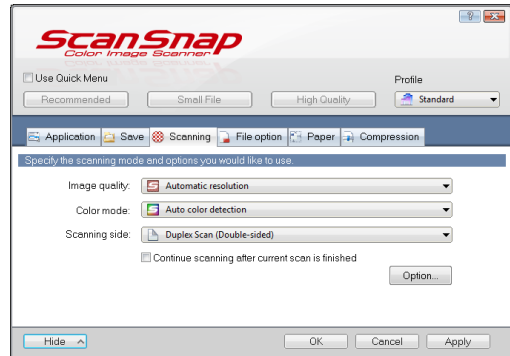 ScanSnap
Color Image Scanner
Use Quick Menu
Profile
Recommended Small File High Quality Standard
Application Save Scanning File option Paper Compression
Specify the scanning mode and options you would like to use.
Image quality: Automatic resolution
Color mode: Auto color detection
Scanning side: Duplex Scan (Double-sided)
Continue scanning after current scan is finished
Option...
Hide OK Cancel Apply